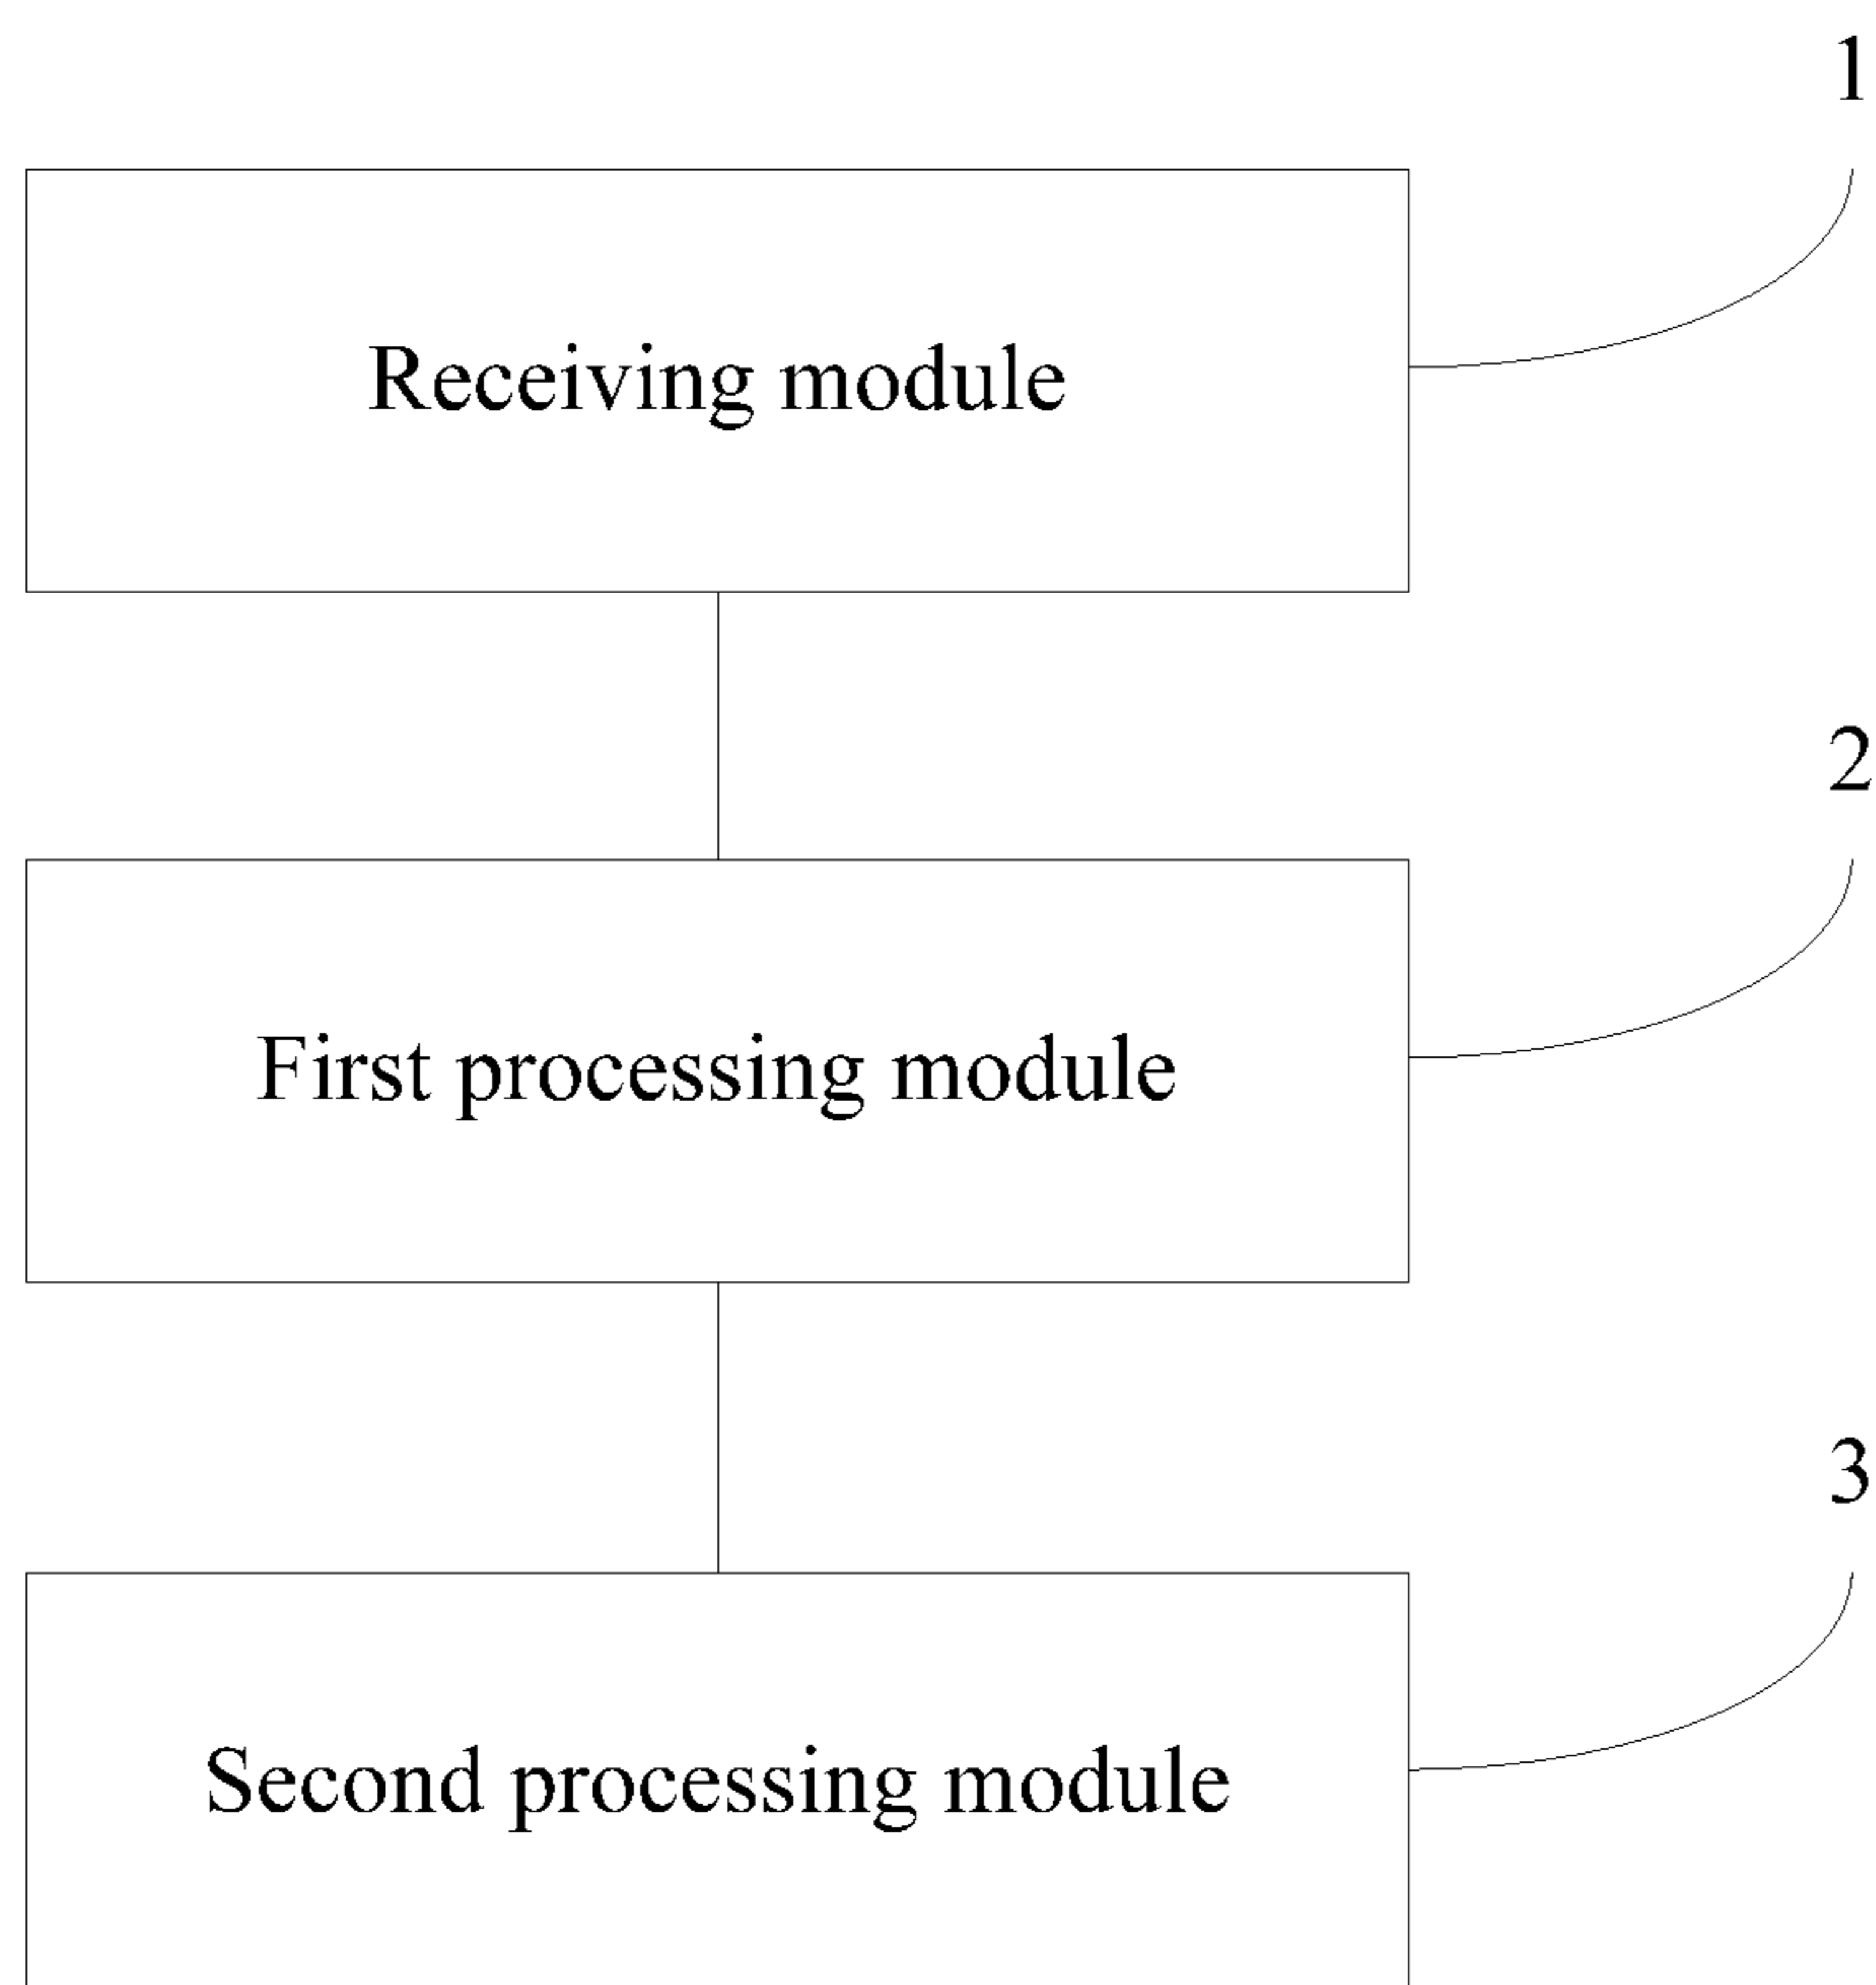 1
Receiving module
2
First processing module
3
Second processing module